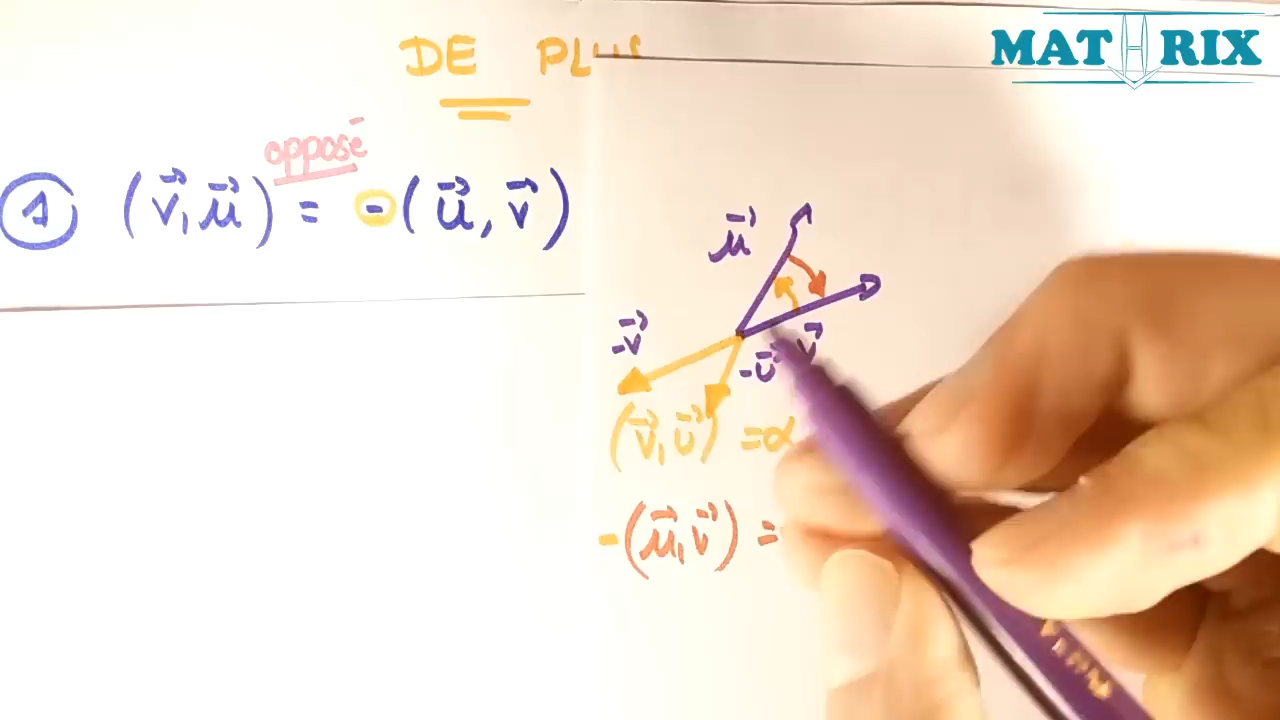 MATHRIX
DE PLUS
opposé
① (v⃗, u⃗) = -(u⃗, v⃗)
u⃗
-v⃗
v⃗
-u⃗
(v⃗, u⃗) = α
-(u⃗, v⃗) =